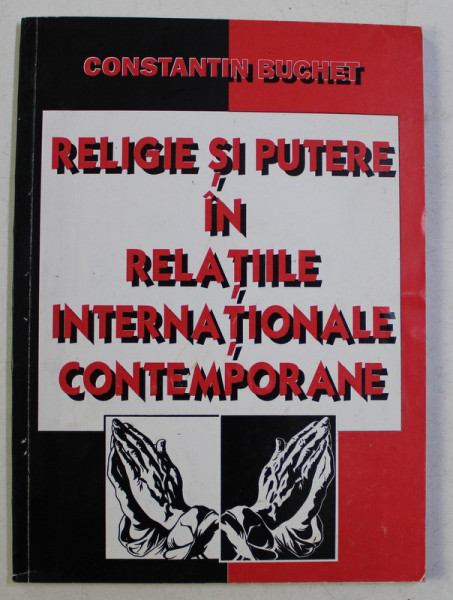 CONSTANTIN BUCHET
RELIGIE ȘI PUTERE
ÎN
RELAȚIILE
INTERNAȚIONALE
CONTEMPORANE